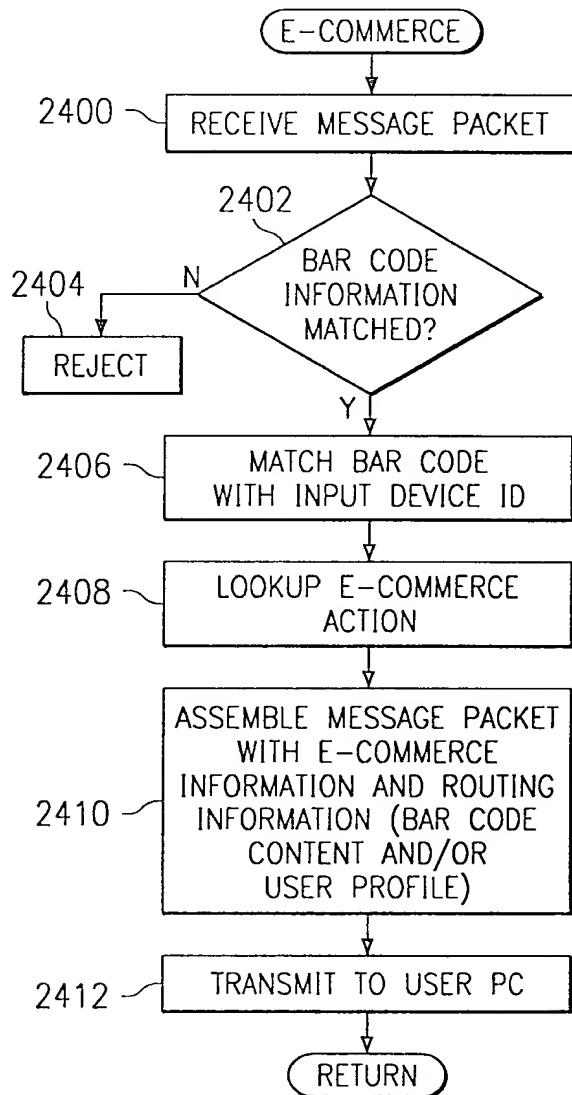 E-COMMERCE
2400
RECEIVE MESSAGE PACKET
2402
BAR CODE
INFORMATION
MATCHED?
N
2404
REJECT
Y
2406
MATCH BAR CODE
WITH INPUT DEVICE ID
2408
LOOKUP E-COMMERCE
ACTION
2410
ASSEMBLE MESSAGE PACKET
WITH E-COMMERCE
INFORMATION AND ROUTING
INFORMATION (BAR CODE
CONTENT AND/OR
USER PROFILE)
2412
TRANSMIT TO USER PC
RETURN